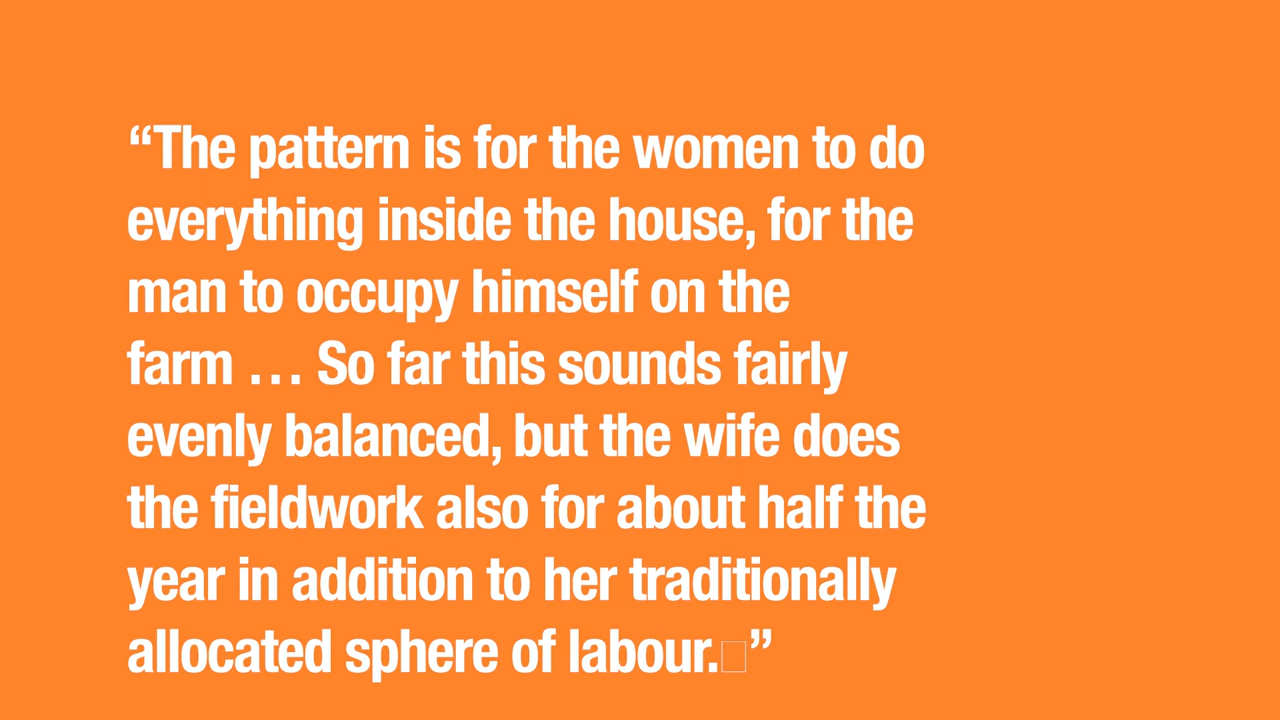 “The pattern is for the women to do
everything inside the house, for the
man to occupy himself on the
farm … So far this sounds fairly
evenly balanced, but the wife does
the fieldwork also for about half the
year in addition to her traditionally
allocated sphere of labour.□”